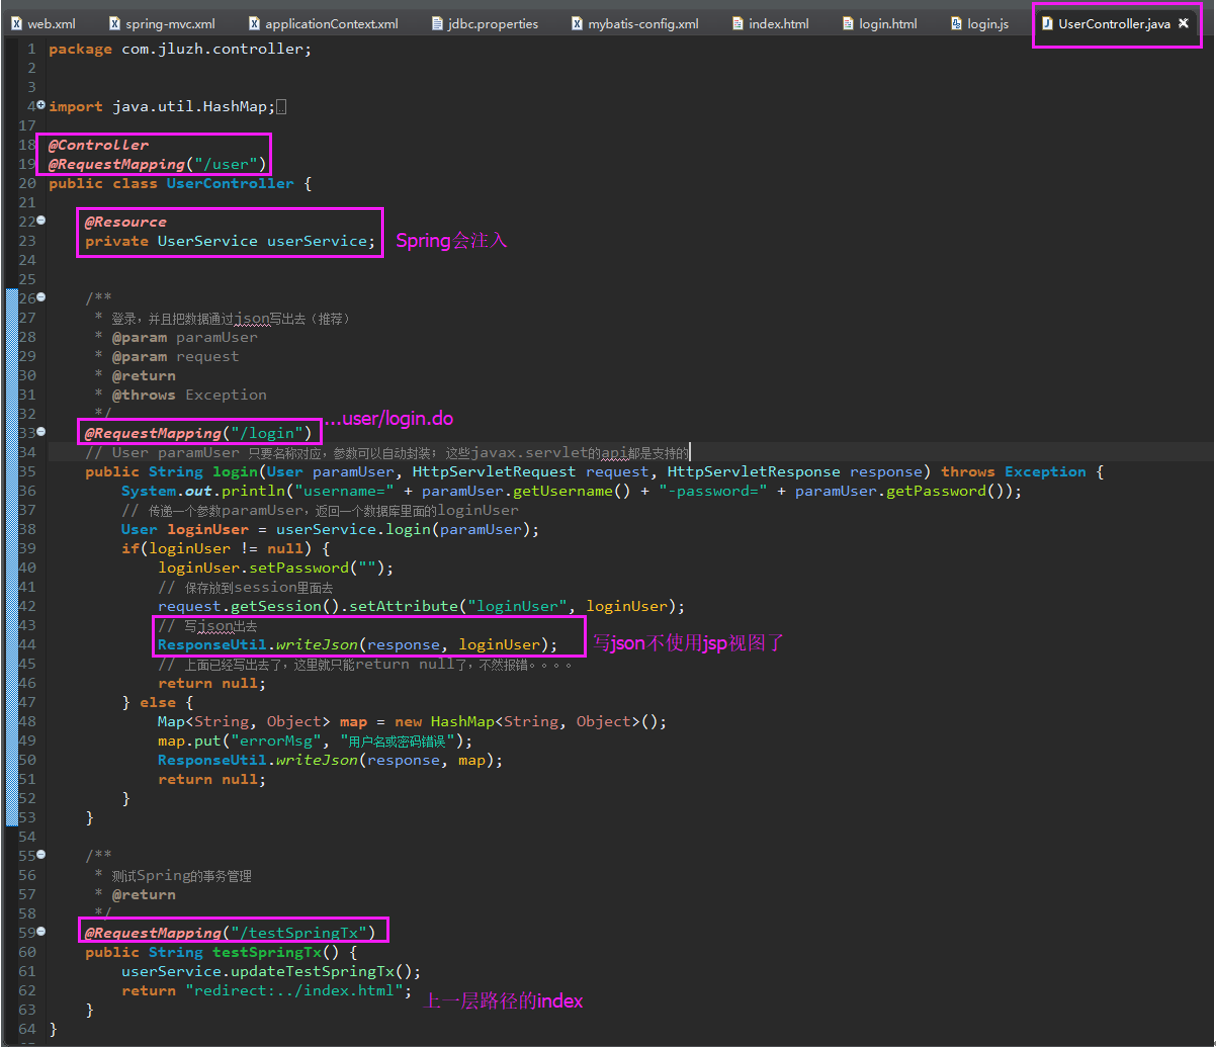 web.xml spring-mvc.xml applicationContext.xml jdbc.properties mybatis-config.xml index.html login.html login.js UserController.java
1 package com.jluzh.controller;
2
3
4 import java.util.HashMap;
17
18 @Controller
19 @RequestMapping("/user")
20 public class UserController {
21
22 @Resource
23 private UserService userService; Spring会注入
24
25
26 /**
27 * 登录，并且把数据通过json写出去（推荐）
28 * @param paramUser
29 * @param request
30 * @return
31 * @throws Exception
32 */
33 @RequestMapping("/login") ...user/login.do
34 // User paramUser 只要名称对应，参数可以自动封装；这些javax.servlet的api都是支持的
35 public String login(User paramUser, HttpServletRequest request, HttpServletResponse response) throws Exception {
36 System.out.println("username=" + paramUser.getUsername() + "-password=" + paramUser.getPassword());
37 // 传递一个参数paramUser，返回一个数据库里面的loginUser
38 User loginUser = userService.login(paramUser);
39 if(loginUser != null) {
40 loginUser.setPassword("");
41 // 保存放到session里面去
42 request.getSession().setAttribute("loginUser", loginUser);
43 // 写json出去
44 ResponseUtil.writeJson(response, loginUser); 写json不使用jsp视图了
45 // 上面已经写出去了，这里就只能return null了，不然报错。。。。
46 return null;
47 } else {
48 Map<String, Object> map = new HashMap<String, Object>();
49 map.put("errorMsg", "用户名或密码错误");
50 ResponseUtil.writeJson(response, map);
51 return null;
52 }
53 }
54
55 /**
56 * 测试Spring的事务管理
57 * @return
58 */
59 @RequestMapping("/testSpringTx")
60 public String testSpringTx() {
61 userService.updateTestSpringTx();
62 return "redirect:../index.html"; 上一层路径的index
63 }
64 }